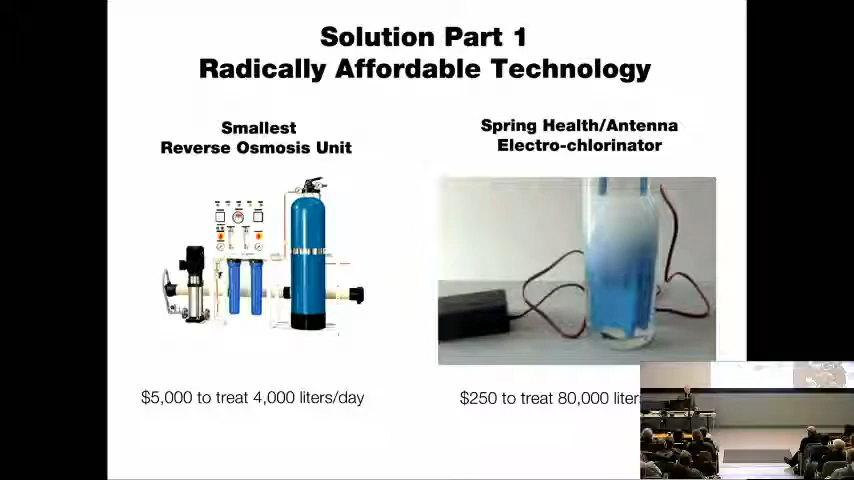 Solution Part 1
Radically Affordable Technology
Smallest
Reverse Osmosis Unit
Spring Health/Antenna
Electro-chlorinator
$5,000 to treat 4,000 liters/day
$250 to treat 80,000 liter